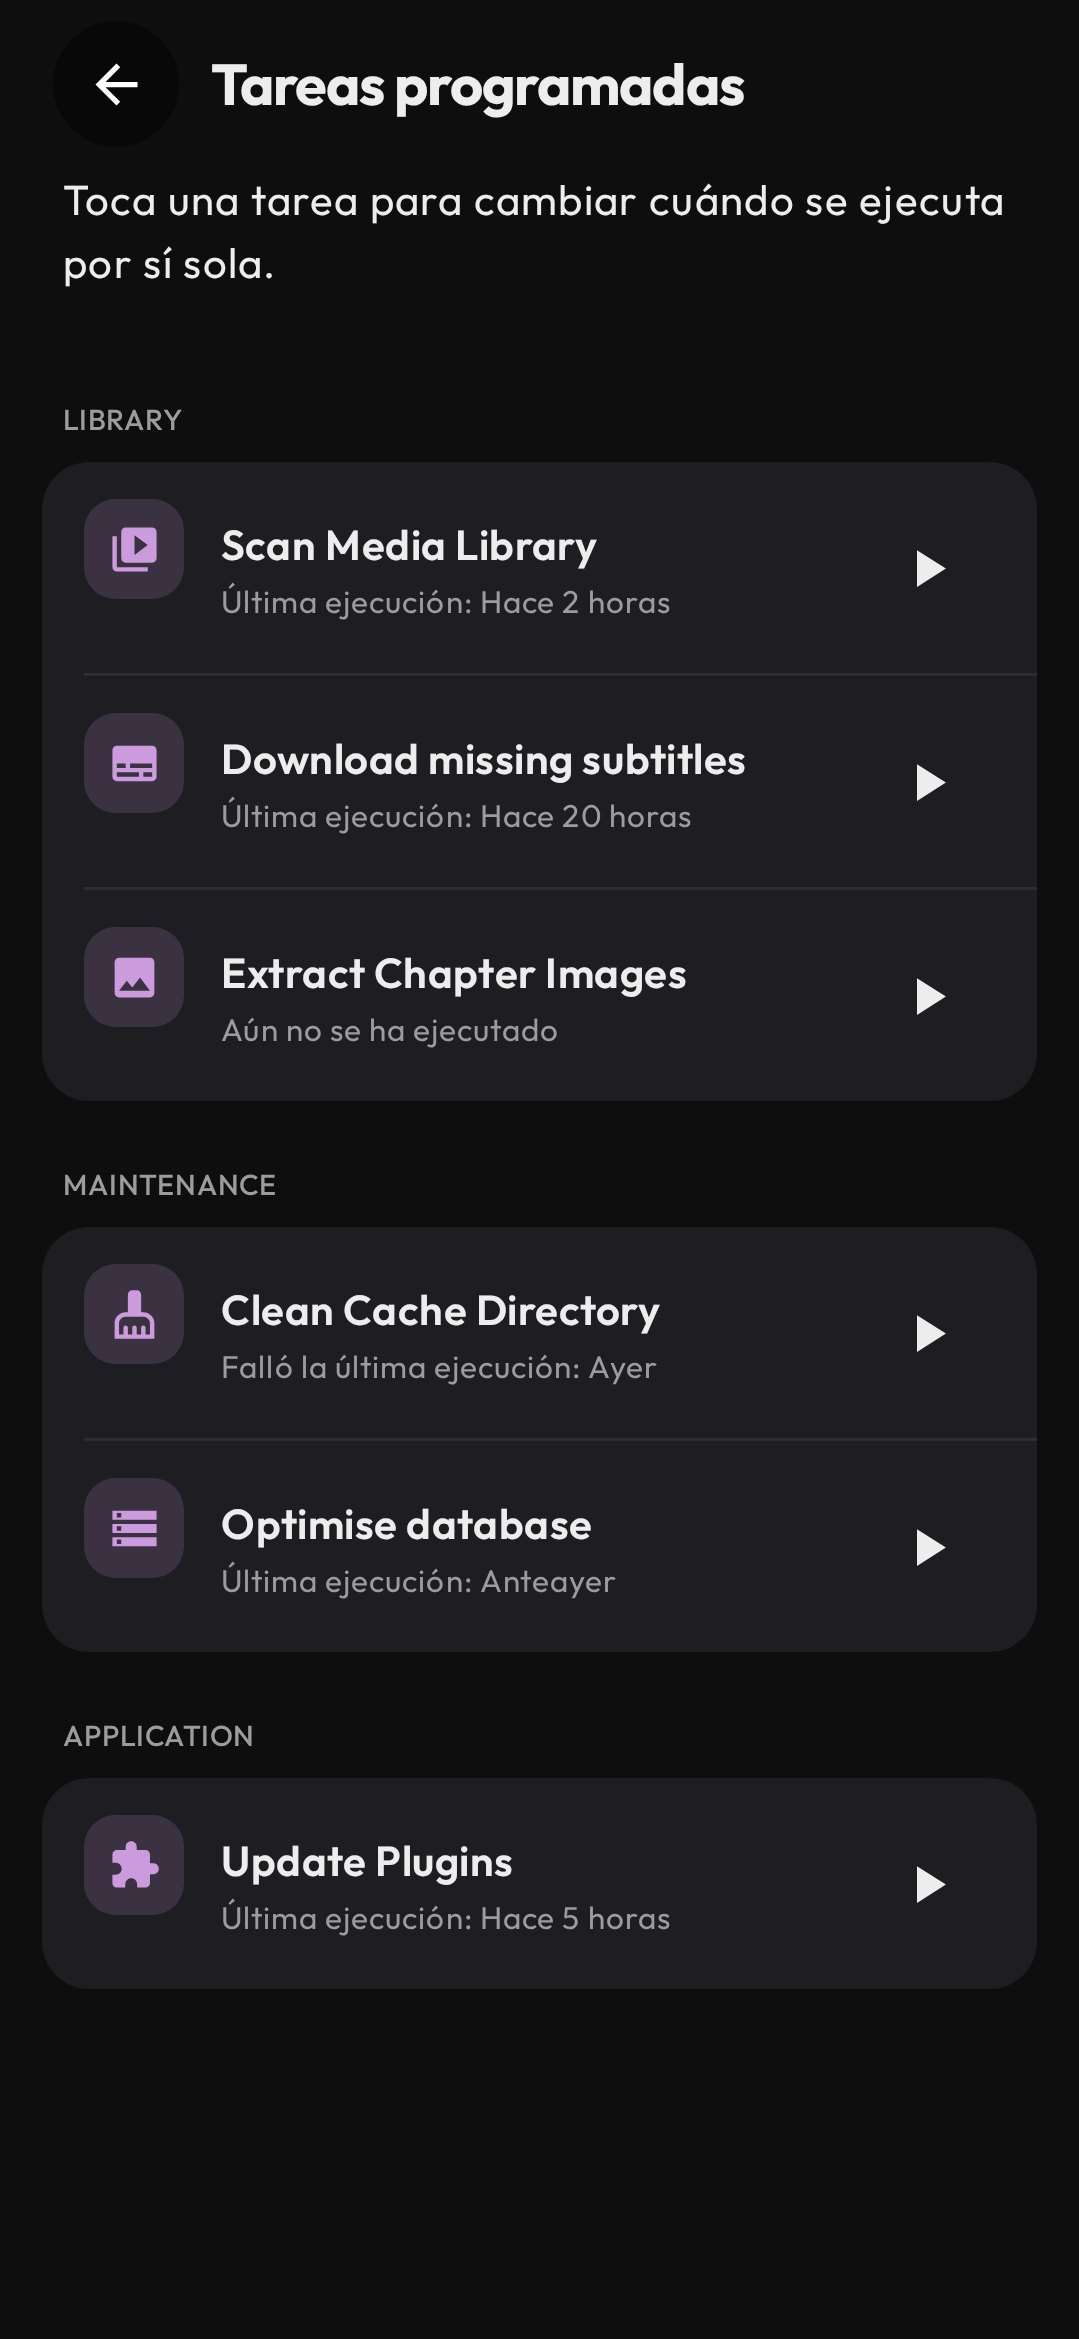 Tareas programadas
Toca una tarea para cambiar cuándo se ejecuta
por sí sola.
LIBRARY
Scan Media Library
Última ejecución: Hace 2 horas
Download missing subtitles
Última ejecución: Hace 20 horas
Extract Chapter Images
Aún no se ha ejecutado
MAINTENANCE
Clean Cache Directory
Falló la última ejecución: Ayer
Optimise database
Última ejecución: Anteayer
APPLICATION
Update Plugins
Última ejecución: Hace 5 horas